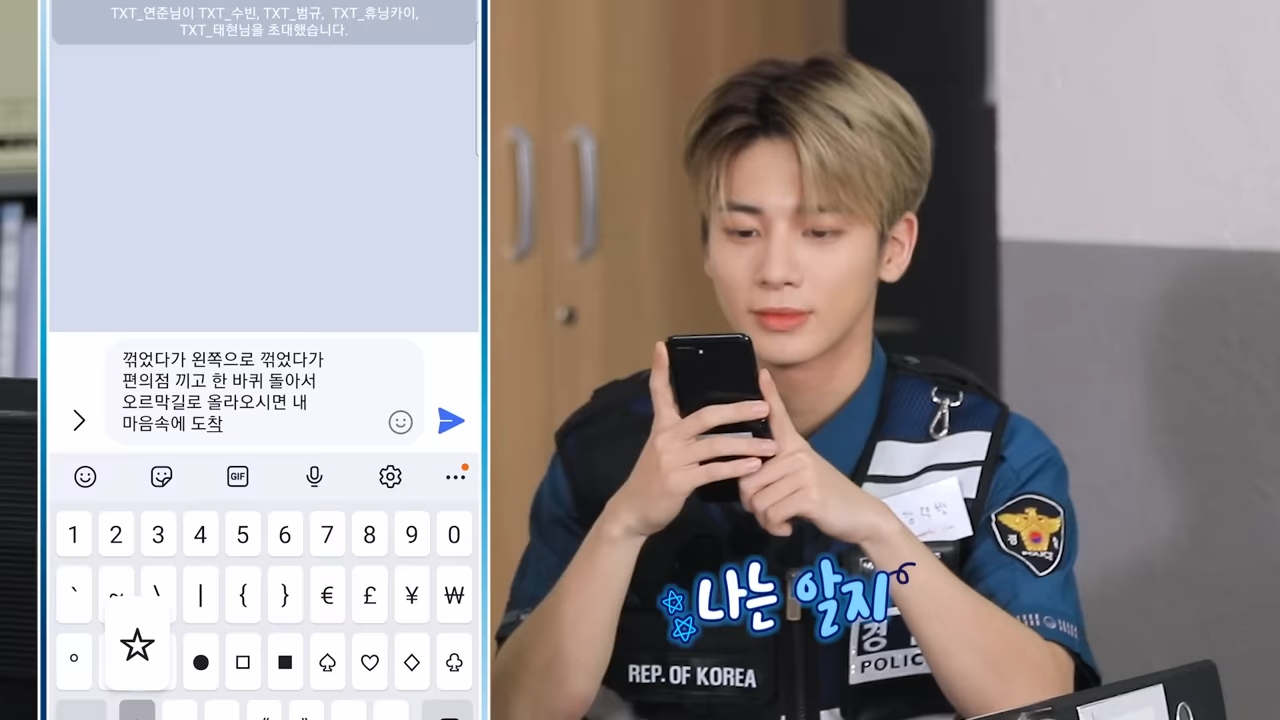 TXT_연준님이 TXT_수빈, TXT_범규, TXT_휴닝카이,
TXT_태현님을 초대했습니다.
꺾었다가 왼쪽으로 꺾었다가
편의점 끼고 한 바퀴 돌아서
오르막길로 올라오시면 내
마음속에 도착
GIF
1 2 3 4 5 6 7 8 9 0
` ~ \ | { } € £ ¥ ₩
° ☆ ● □ ■ ♤ ♡ ◇ ♧
나는 알지
경
POLIC
REP. OF KOREA